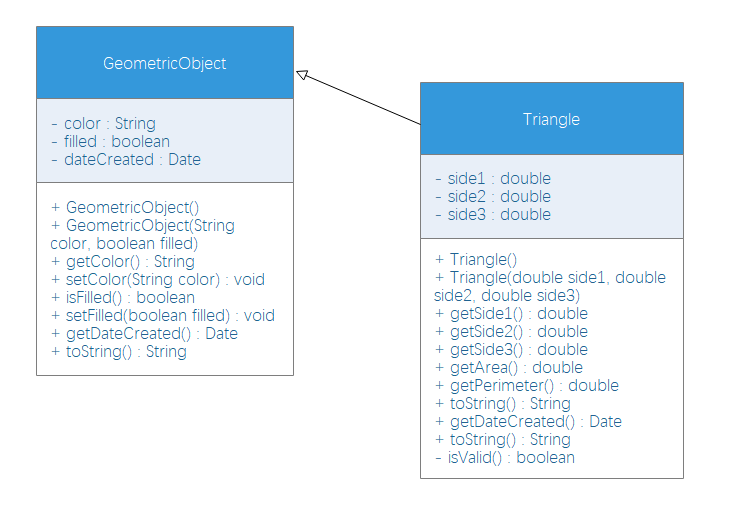 GeometricObject
- color : String
- filled : boolean
- dateCreated : Date
+ GeometricObject()
+ GeometricObject(String
color, boolean filled)
+ getColor() : String
+ setColor(String color) : void
+ isFilled() : boolean
+ setFilled(boolean filled) : void
+ getDateCreated() : Date
+ toString() : String
Triangle
- side1 : double
- side2 : double
- side3 : double
+ Triangle()
+ Triangle(double side1, double
side2, double side3)
+ getSide1() : double
+ getSide2() : double
+ getSide3() : double
+ getArea() : double
+ getPerimeter() : double
+ toString() : String
+ getDateCreated() : Date
+ toString() : String
- isValid() : boolean